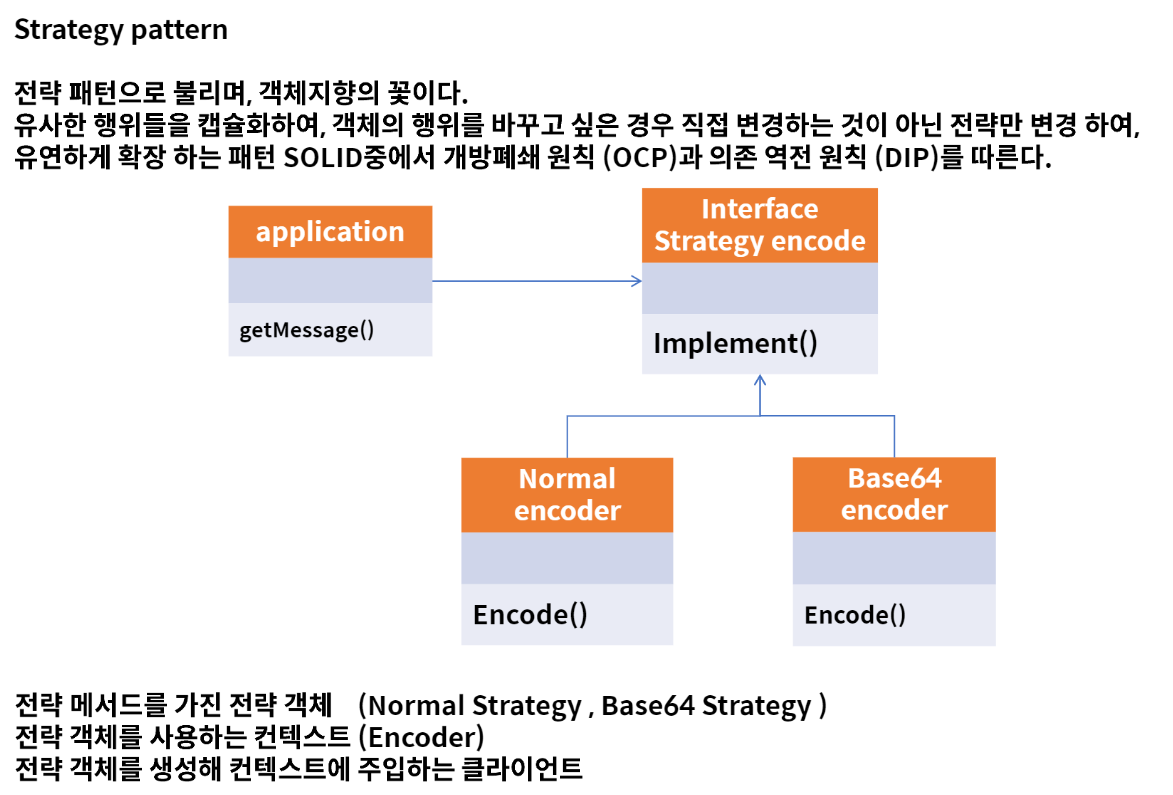 Strategy pattern
전략 패턴으로 불리며, 객체지향의 꽃이다.
유사한 행위들을 캡슐화하여, 객체의 행위를 바꾸고 싶은 경우 직접 변경하는 것이 아닌 전략만 변경 하여,
유연하게 확장 하는 패턴 SOLID중에서 개방폐쇄 원칙 (OCP)과 의존 역전 원칙 (DIP)를 따른다.
application
getMessage()
Interface
Strategy encode
Implement()
Normal
encoder
Encode()
Base64
encoder
Encode()
전략 메서드를 가진 전략 객체 (Normal Strategy , Base64 Strategy )
전략 객체를 사용하는 컨텍스트 (Encoder)
전략 객체를 생성해 컨텍스트에 주입하는 클라이언트